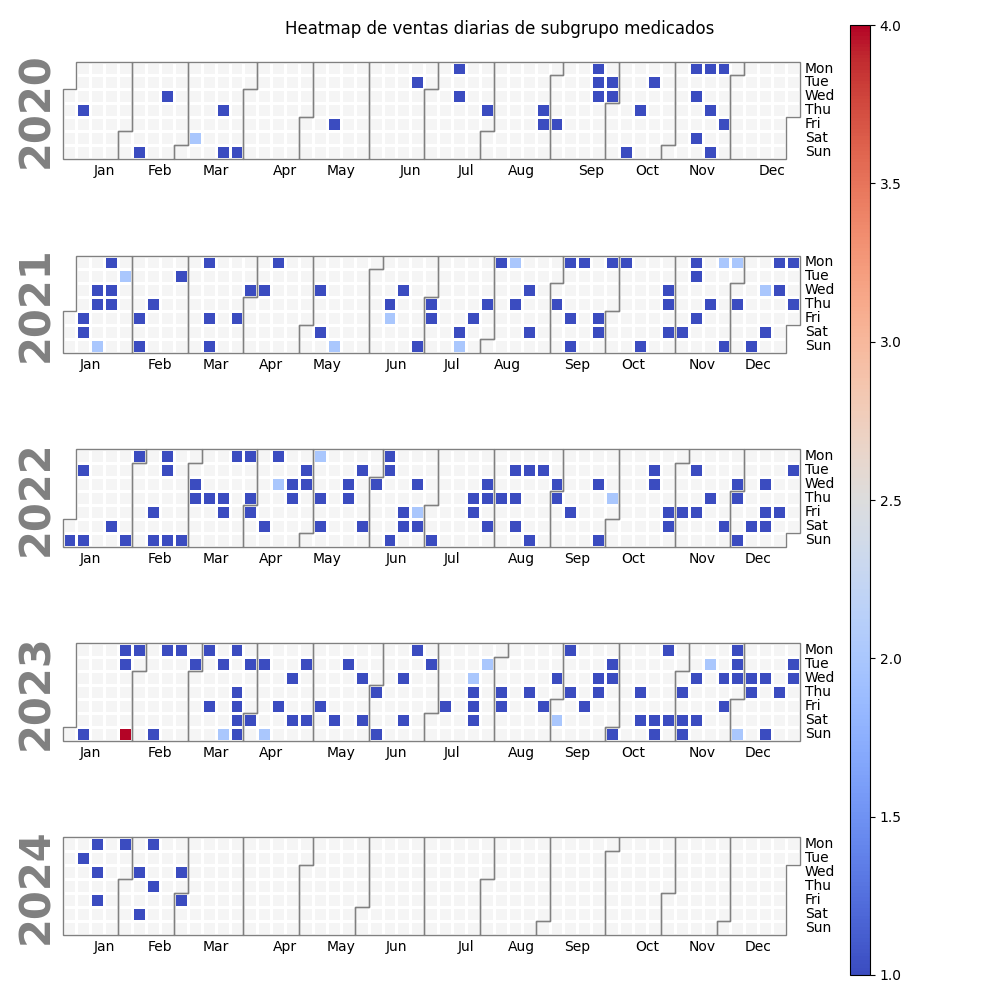 Heatmap de ventas diarias de subgrupo medicados
2020
Mon
Tue
Wed
Thu
Fri
Sat
Sun
Jan Feb Mar Apr May Jun Jul Aug Sep Oct Nov Dec
2021
Mon
Tue
Wed
Thu
Fri
Sat
Sun
Jan Feb Mar Apr May Jun Jul Aug Sep Oct Nov Dec
2022
Mon
Tue
Wed
Thu
Fri
Sat
Sun
Jan Feb Mar Apr May Jun Jul Aug Sep Oct Nov Dec
2023
Mon
Tue
Wed
Thu
Fri
Sat
Sun
Jan Feb Mar Apr May Jun Jul Aug Sep Oct Nov Dec
2024
Mon
Tue
Wed
Thu
Fri
Sat
Sun
Jan Feb Mar Apr May Jun Jul Aug Sep Oct Nov Dec
4.0
3.5
3.0
2.5
2.0
1.5
1.0